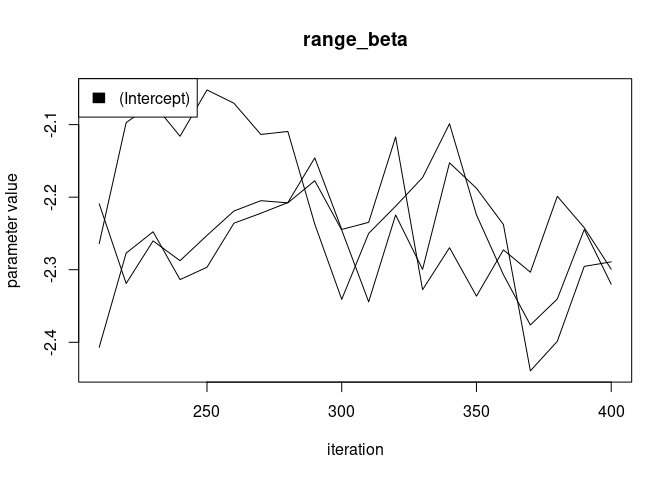 range_beta
(Intercept)
parameter value
-2.1
-2.2
-2.3
-2.4
250 300 350 400
iteration